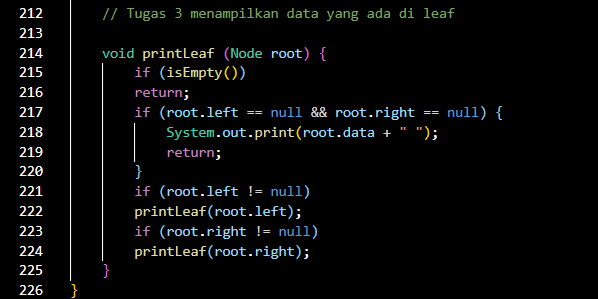 212 // Tugas 3 menampilkan data yang ada di leaf
213
214 void printLeaf (Node root) {
215 if (isEmpty())
216 return;
217 if (root.left == null && root.right == null) {
218 System.out.print(root.data + " ");
219 return;
220 }
221 if (root.left != null)
222 printLeaf(root.left);
223 if (root.right != null)
224 printLeaf(root.right);
225 }
226 }